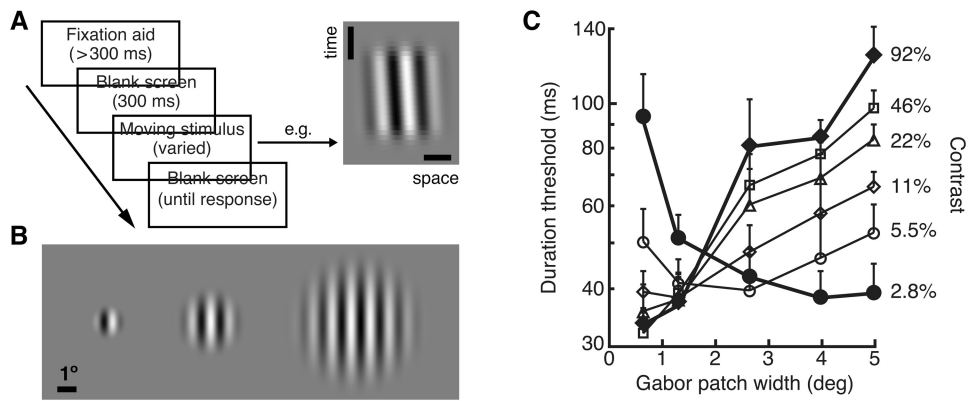 A
Fixation aid
(>300 ms)
Blank screen
(300 ms)
Moving stimulus
(varied)
Blank screen
(until response)
e.g.
time
space
B
1°
C
Duration threshold (ms)
140
100
80
60
40
30
0 1 2 3 4 5
Gabor patch width (deg)
92%
46%
22%
11%
5.5%
2.8%
Contrast